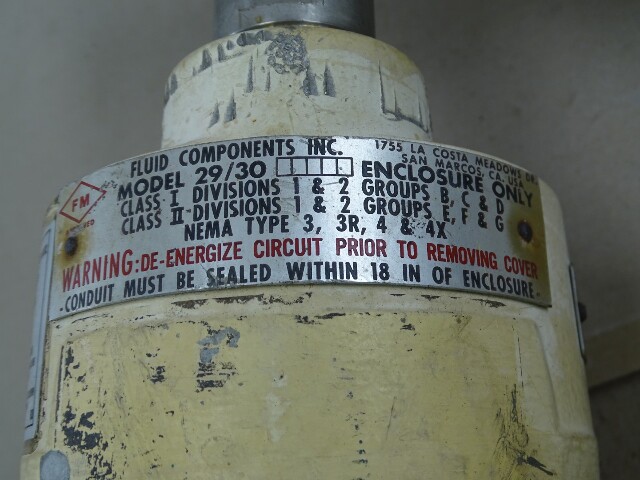 FLUID COMPONENTS INC.
1755 LA COSTA MEADOWS DR.
SAN MARCOS, CA. U.S.A.
MODEL 29/30 ENCLOSURE ONLY
CLASS I DIVISIONS 1 & 2 GROUPS B, C & D
CLASS II DIVISIONS 1 & 2 GROUPS E, F & G
NEMA TYPE 3, 3R, 4 & 4X
FM
WARNING: DE-ENERGIZE CIRCUIT PRIOR TO REMOVING COVER
-CONDUIT MUST BE SEALED WITHIN 18 IN OF ENCLOSURE-